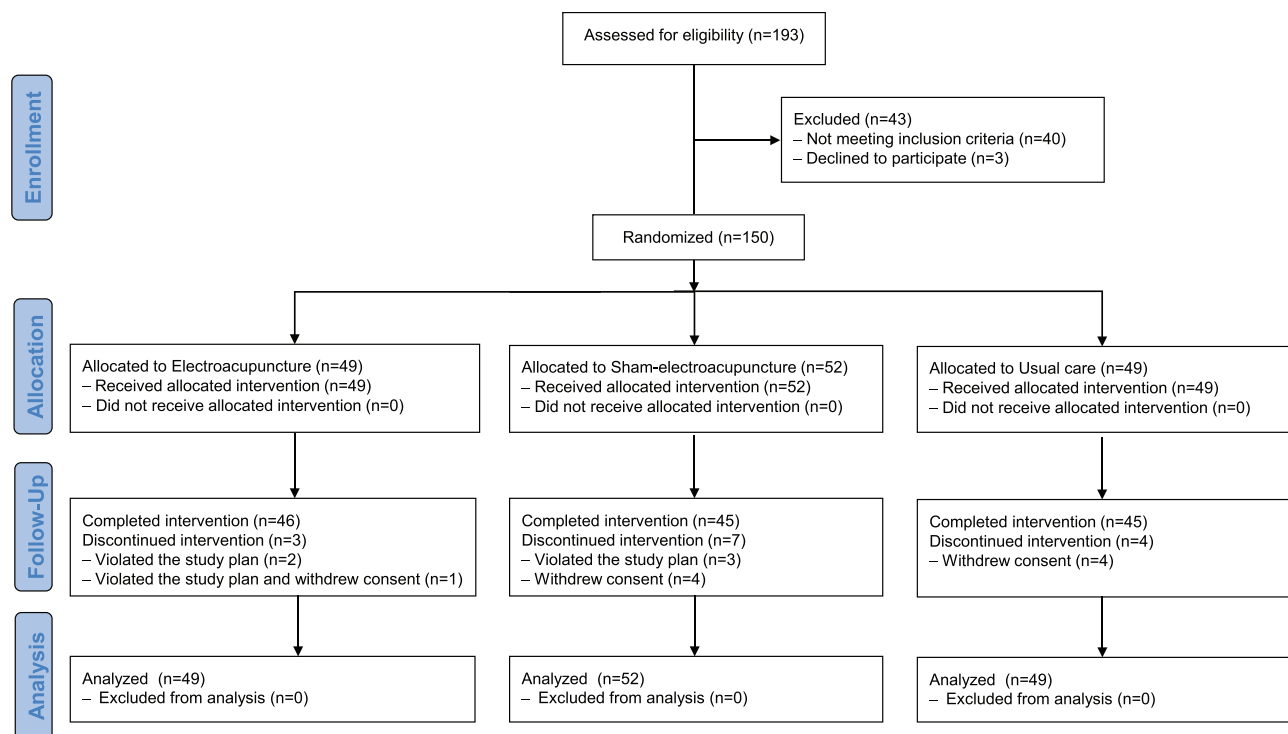 Assessed for eligibility (n=193)
Enrollment
Excluded (n=43)
– Not meeting inclusion criteria (n=40)
– Declined to participate (n=3)
Randomized (n=150)
Allocation
Allocated to Electroacupuncture (n=49)
– Received allocated intervention (n=49)
– Did not receive allocated intervention (n=0)
Allocated to Sham-electroacupuncture (n=52)
– Received allocated intervention (n=52)
– Did not receive allocated intervention (n=0)
Allocated to Usual care (n=49)
– Received allocated intervention (n=49)
– Did not receive allocated intervention (n=0)
Follow-Up
Completed intervention (n=46)
Discontinued intervention (n=3)
– Violated the study plan (n=2)
– Violated the study plan and withdrew consent (n=1)
Completed intervention (n=45)
Discontinued intervention (n=7)
– Violated the study plan (n=3)
– Withdrew consent (n=4)
Completed intervention (n=45)
Discontinued intervention (n=4)
– Withdrew consent (n=4)
Analysis
Analyzed (n=49)
– Excluded from analysis (n=0)
Analyzed (n=52)
– Excluded from analysis (n=0)
Analyzed (n=49)
– Excluded from analysis (n=0)